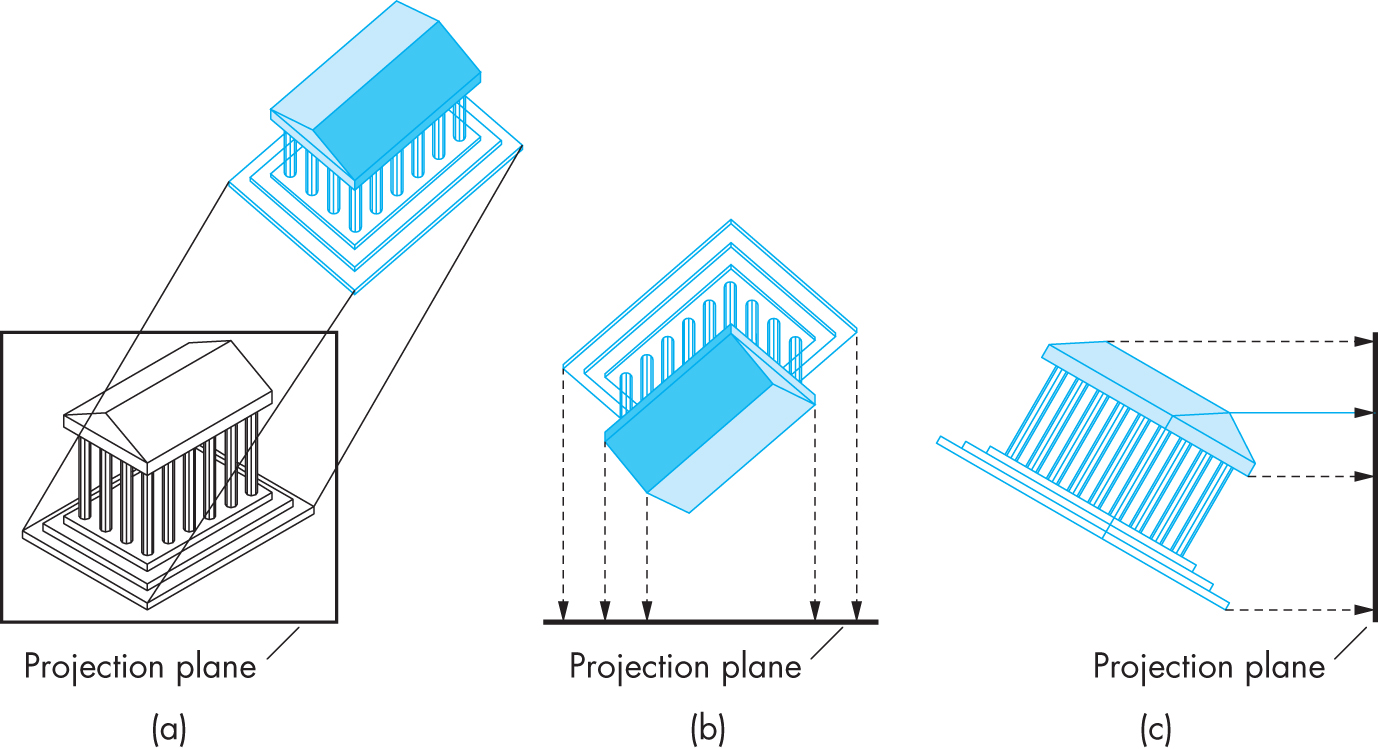 Projection plane
Projection plane
Projection plane
(a)
(b)
(c)